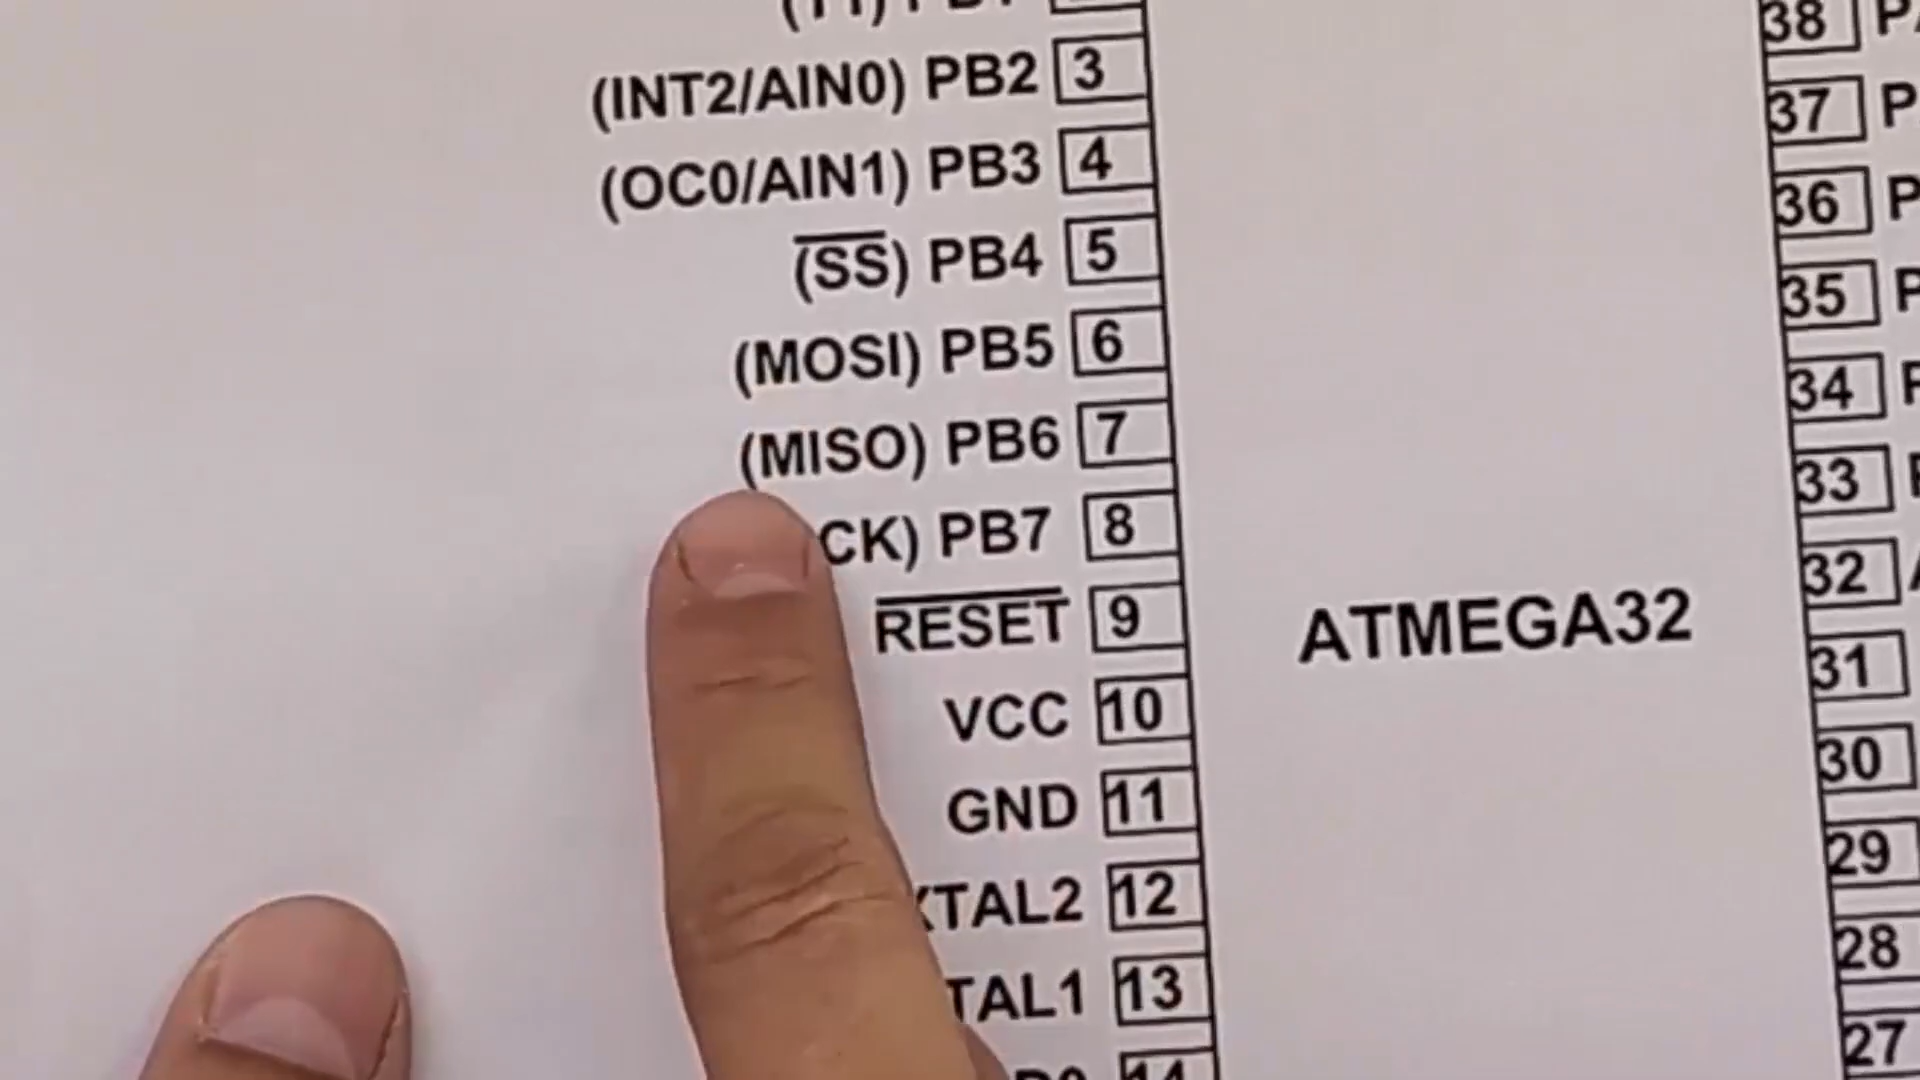 (INT2/AIN0) PB2 3
(OC0/AIN1) PB3 4
(SS) PB4 5
(MOSI) PB5 6
(MISO) PB6 7
CK) PB7 8
RESET 9
VCC 10
GND 11
TAL2 12
TAL1 13
ATMEGA32
38 P
37 P
36 P
35 P
34
33
32
31
30
29
28
27